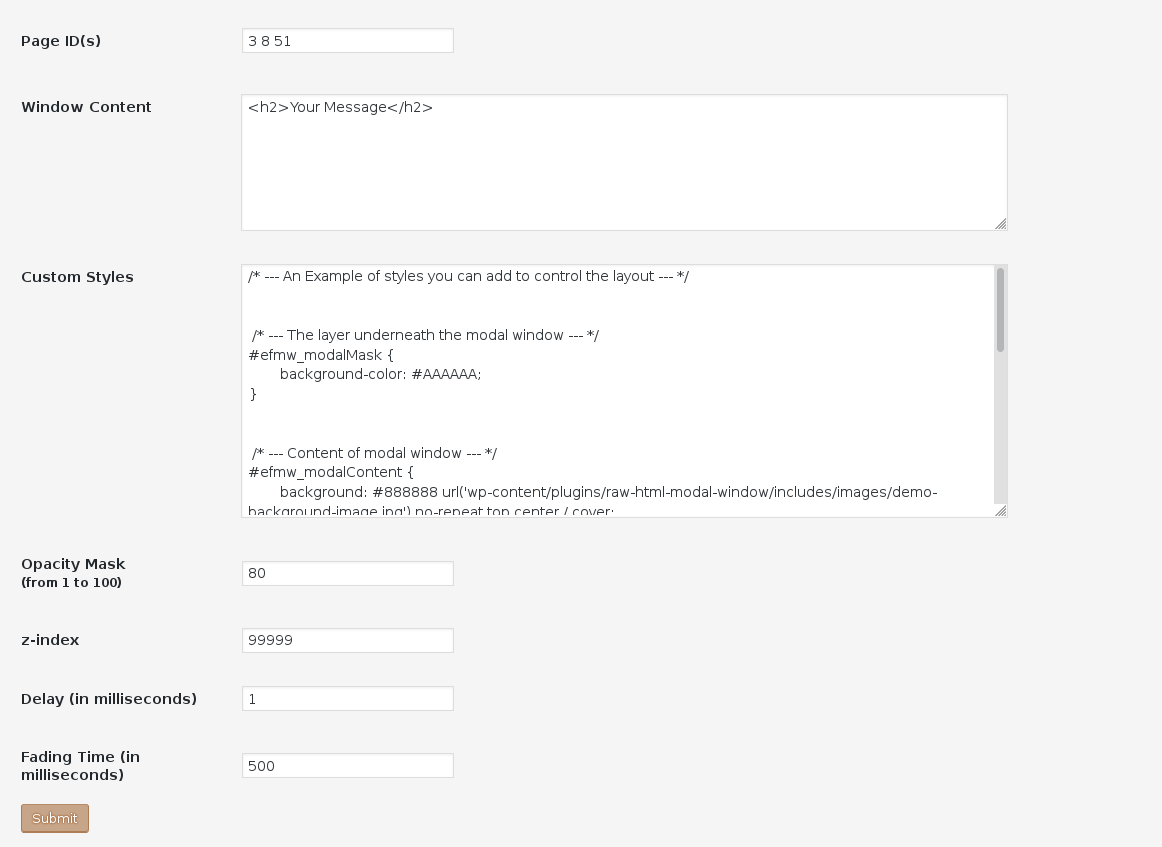 Page ID(s)
3 8 51
Window Content
<h2>Your Message</h2>
Custom Styles
/* --- An Example of styles you can add to control the layout --- */
/* --- The layer underneath the modal window --- */
#efmw_modalMask {
background-color: #AAAAAA;
}
/* --- Content of modal window --- */
#efmw_modalContent {
background: #888888 url('wp-content/plugins/raw-html-modal-window/includes/images/demo-
background-image.jpg') no-repeat top center / cover;
Opacity Mask
(from 1 to 100)
80
z-index
99999
Delay (in milliseconds)
1
Fading Time (in
milliseconds)
500
Submit